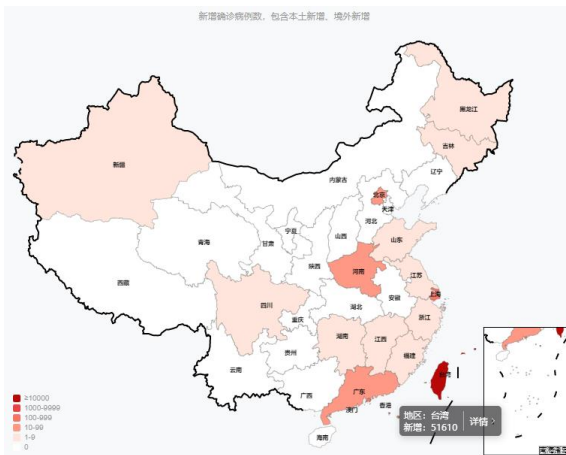 新增确诊病例数,包含本土新增、境外新增
黑龙江
吉林
新疆
辽宁
内蒙古
北京
天津
河北
山西
宁夏
山东
青海
甘肃
陕西
河南
江苏
西藏
安徽
上海
湖北
四川
重庆
浙江
湖南
江西
贵州
福建
云南
台湾
广西
广东
香港
澳门
海南
≥10000
1000-9999
100-999
10-99
1-9
0
地区:台湾
新增:51610
详情
南海诸岛